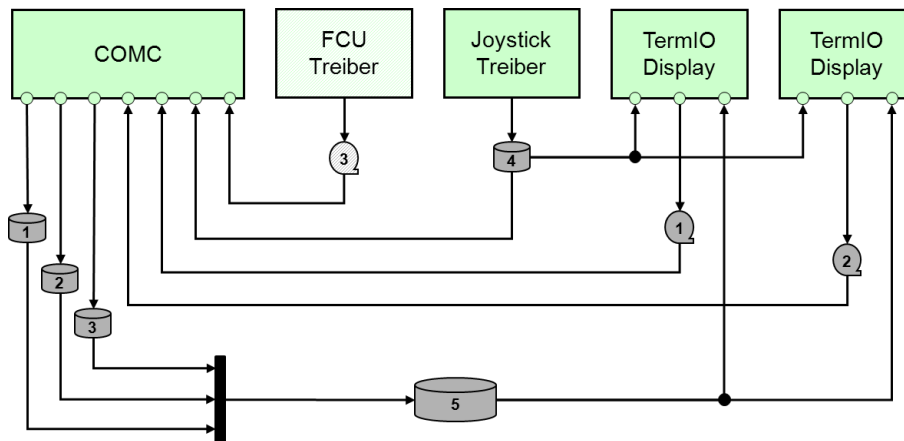 COMC
FCU
Treiber
Joystick
Treiber
TermIO
Display
TermIO
Display
3
4
1
1
2
2
3
5